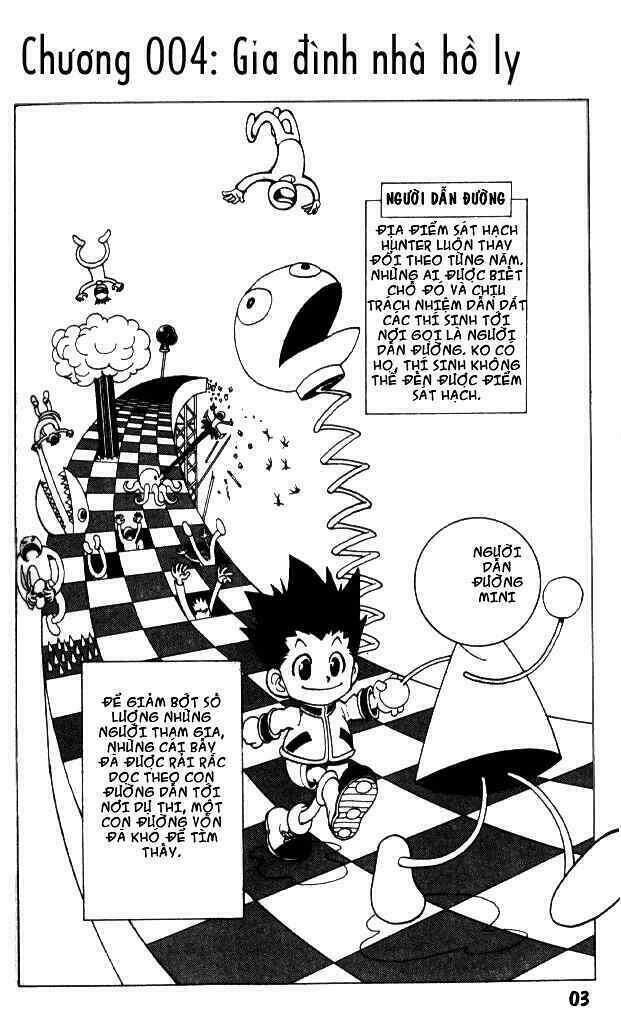 Chương 004: Gia đình nhà hồ ly
NGƯỜI DẪN ĐƯỜNG
ĐỊA ĐIỂM SÁT HẠCH
HUNTER LUÔN THAY
ĐỔI THEO TỪNG NĂM.
NHỮNG AI ĐƯỢC BIẾT
CHỖ ĐÓ VÀ CHỊU
TRÁCH NHIỆM DẪN DẮT
CÁC THÍ SINH TỚI
NƠI GỌI LÀ NGƯỜI
DẪN ĐƯỜNG. KO CÓ
HỌ, THÍ SINH KHÔNG
THỂ ĐẾN ĐƯỢC ĐIỂM
SÁT HẠCH.
NGƯỜI
DẪN
ĐƯỜNG
MINI
ĐỂ GIẢM BỚT SỐ
LƯỢNG NHỮNG
NGƯỜI THAM GIA,
NHỮNG CÁI BẪY
ĐÃ ĐƯỢC RẢI RÁC
DỌC THEO CON
ĐƯỜNG DẪN TỚI
NƠI DỰ THI, MỘT
CON ĐƯỜNG VỐN
ĐÃ KHÓ ĐỂ TÌM
THẤY.
03